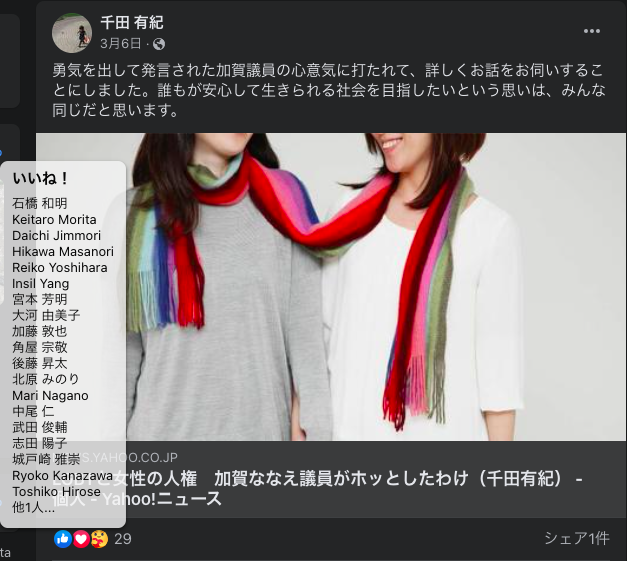 千田 有紀
3月6日
勇気を出して発言された加賀議員の心意気に打たれて、詳しくお話をお伺いするこ
とにしました。誰もが安心して生きられる社会を目指したいという思いは、みんな
同じだと思います。
いいね！
石橋 和明
Keitaro Morita
Daichi Jimmori
Hikawa Masanori
Reiko Yoshihara
Insil Yang
宮本 芳明
大河 由美子
加藤 敦也
角屋 宗敬
後藤 昇太
北原 みのり
Mari Nagano
中尾 仁
武田 俊輔
志田 陽子
城戸崎 雅崇
Ryoko Kanazawa
Toshiko Hirose
他1人...
S.YAHOO.CO.JP
と女性の人権　加賀ななえ議員がホッとしたわけ（千田有紀） -
個人 - Yahoo!ニュース
29
シェア1件
ta